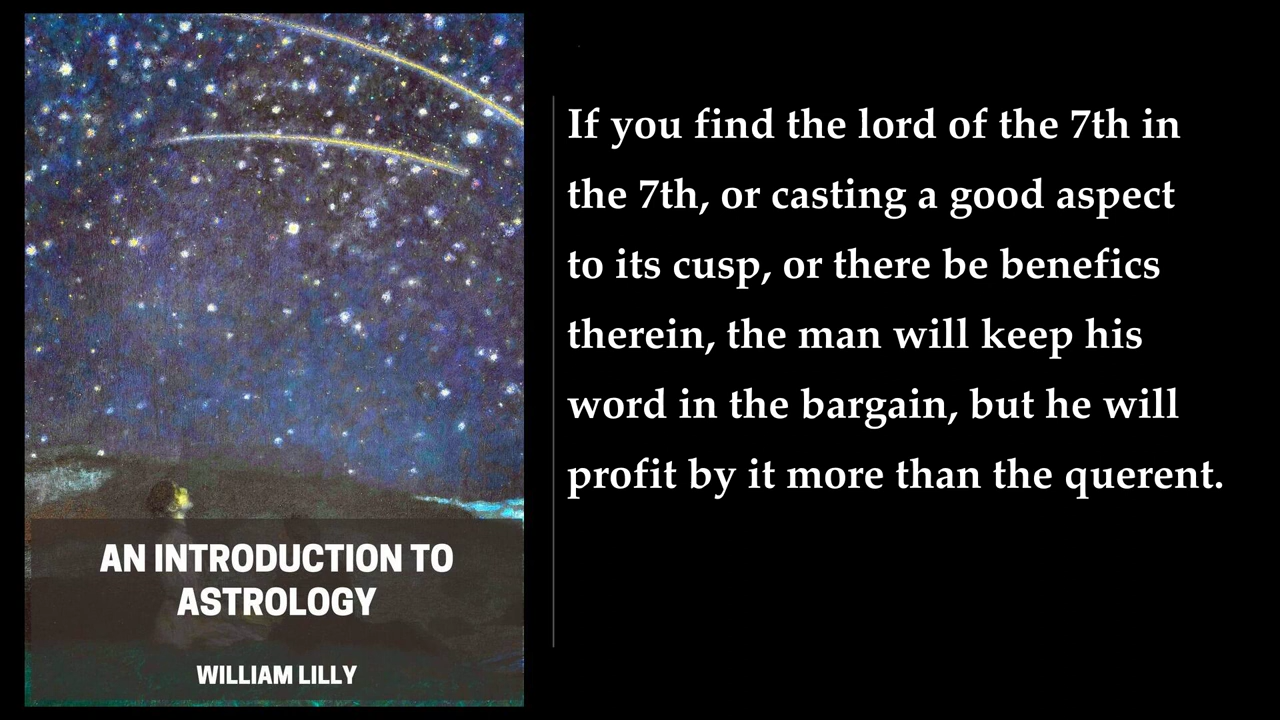 If you find the lord of the 7th in
the 7th, or casting a good aspect
to its cusp, or there be benefics
therein, the man will keep his
word in the bargain, but he will
profit by it more than the querent.
AN INTRODUCTION TO
ASTROLOGY
WILLIAM LILLY